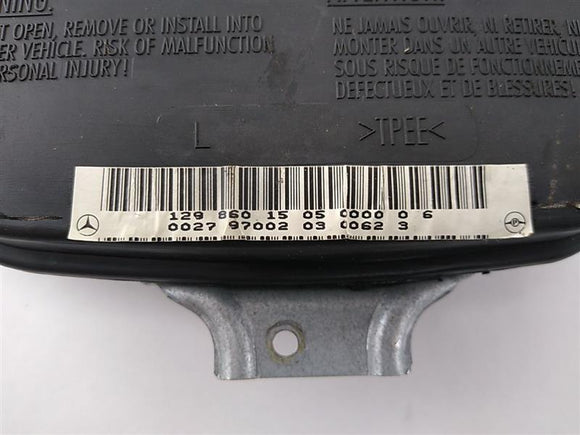 T OPEN, REMOVE OR INSTALL INTO
ER VEHICLE. RISK OF MALFUNCTION
RSONAL INJURY!
NE JAMAIS OUVRIR, NI RETIRER, NI
MONTER DANS UN AUTRE VEHICU
SOUS RISQUE DE FONCTIONNEM
DEFECTUEUX ET DE BLESSURES!
L
>TPEE<
129 860 15 05 0000 0 6
0027 97002 03 0062 3